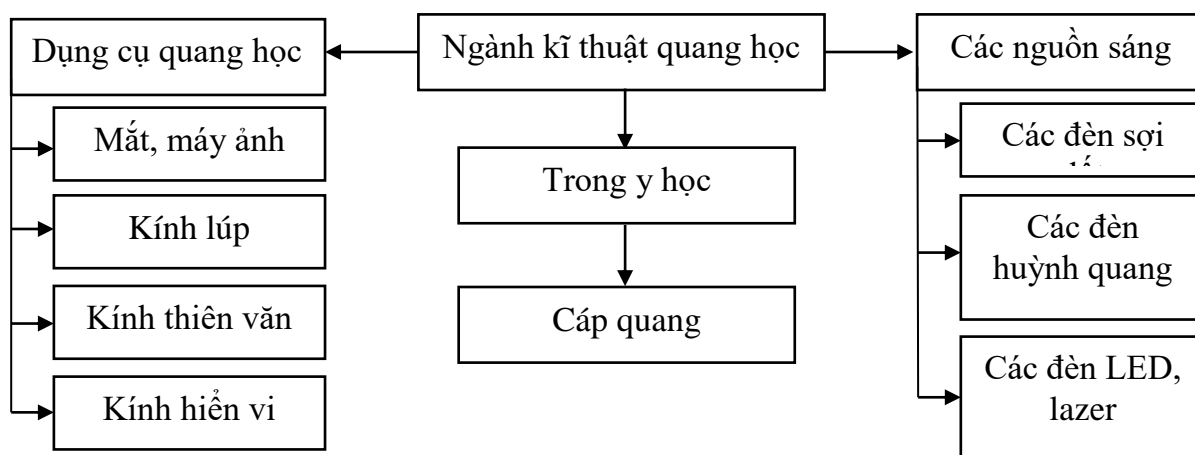 Dụng cụ quang học
Mắt, máy ảnh
Kính lúp
Kính thiên văn
Kính hiển vi
Ngành kĩ thuật quang học
Trong y học
Cáp quang
Các nguồn sáng
Các đèn sợi
Các đèn
huỳnh quang
Các đèn LED,
lazer